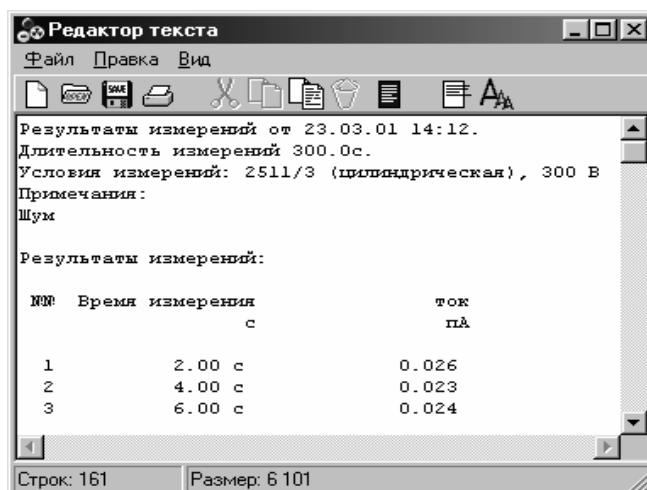 Редактор текста
Файл Правка Вид
Результаты измерений от 23.03.01 14:12.
Длительность измерений 300.0с.
Условия измерений: 2511/3 (цилиндрическая), 300 В
Примечания:
Шум
Результаты измерений:
№№ Время измерения ток
с пА
1 2.00 с 0.026
2 4.00 с 0.023
3 6.00 с 0.024
Строк: 161 Размер: 6 101